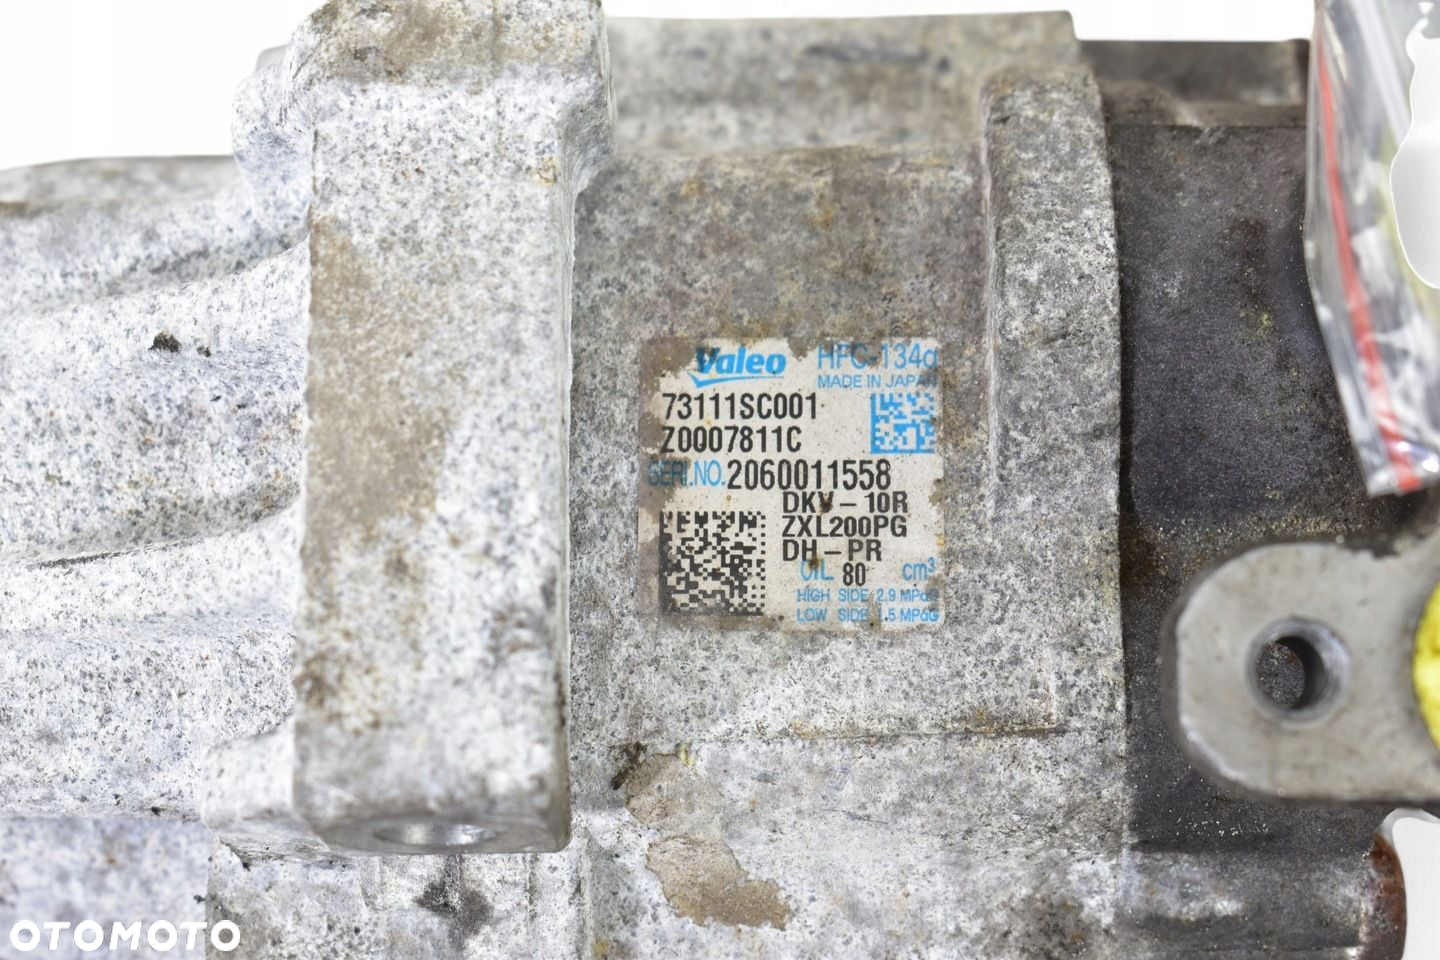 Valeo HFC-134a
MADE IN JAPAN
73111SC001
Z0007811C
SERI.NO. 2060011558
DKV-10R
ZXL200PG
DH-PR
OIL 80 cm³
HIGH SIDE 2.9 MPaG
LOW SIDE 1.5 MPaG
OTOMOTO